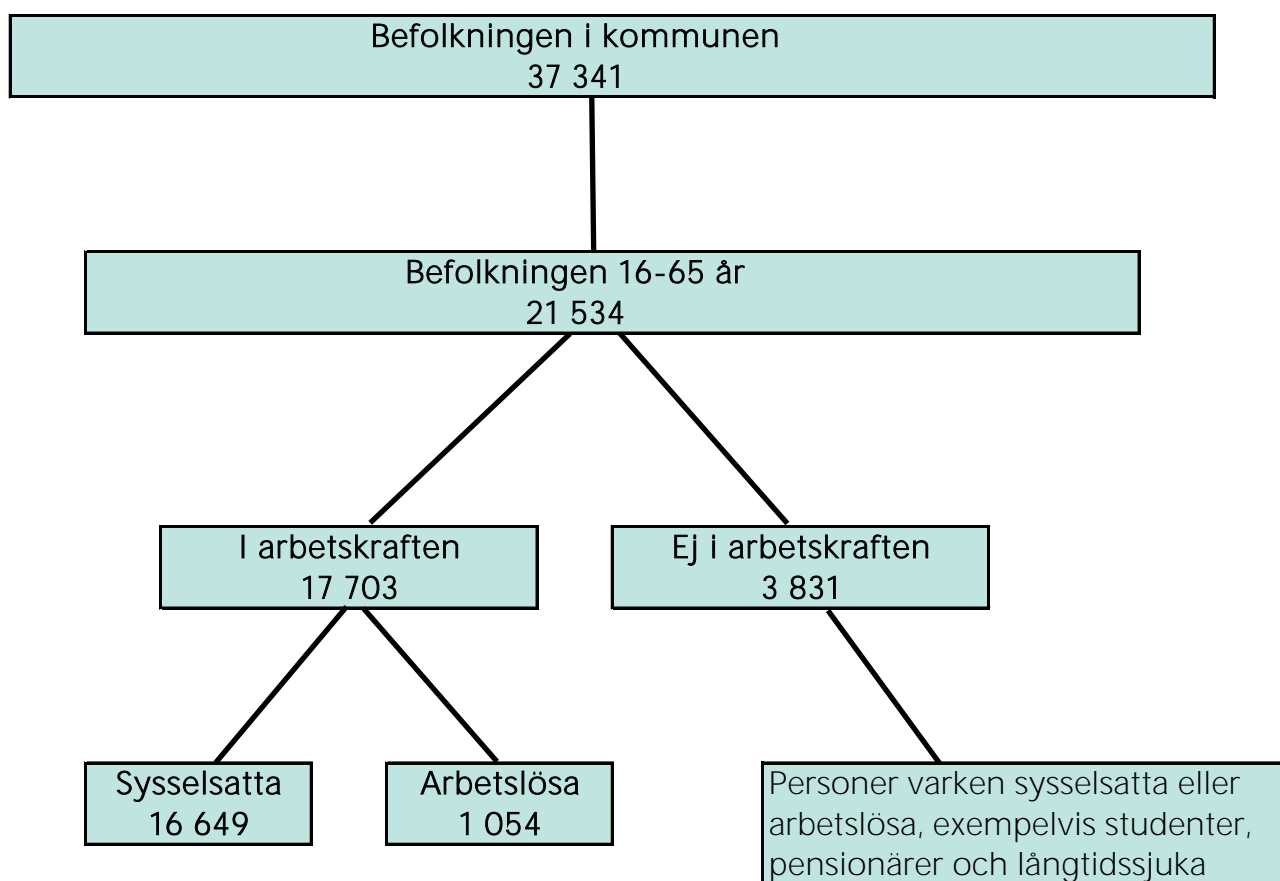 Befolkningen i kommunen
37 341
Befolkningen 16-65 år
21 534
I arbetskraften
17 703
Ej i arbetskraften
3 831
Sysselsatta
16 649
Arbetslösa
1 054
Personer varken sysselsatta eller
arbetslösa, exempelvis studenter,
pensionärer och långtidssjuka